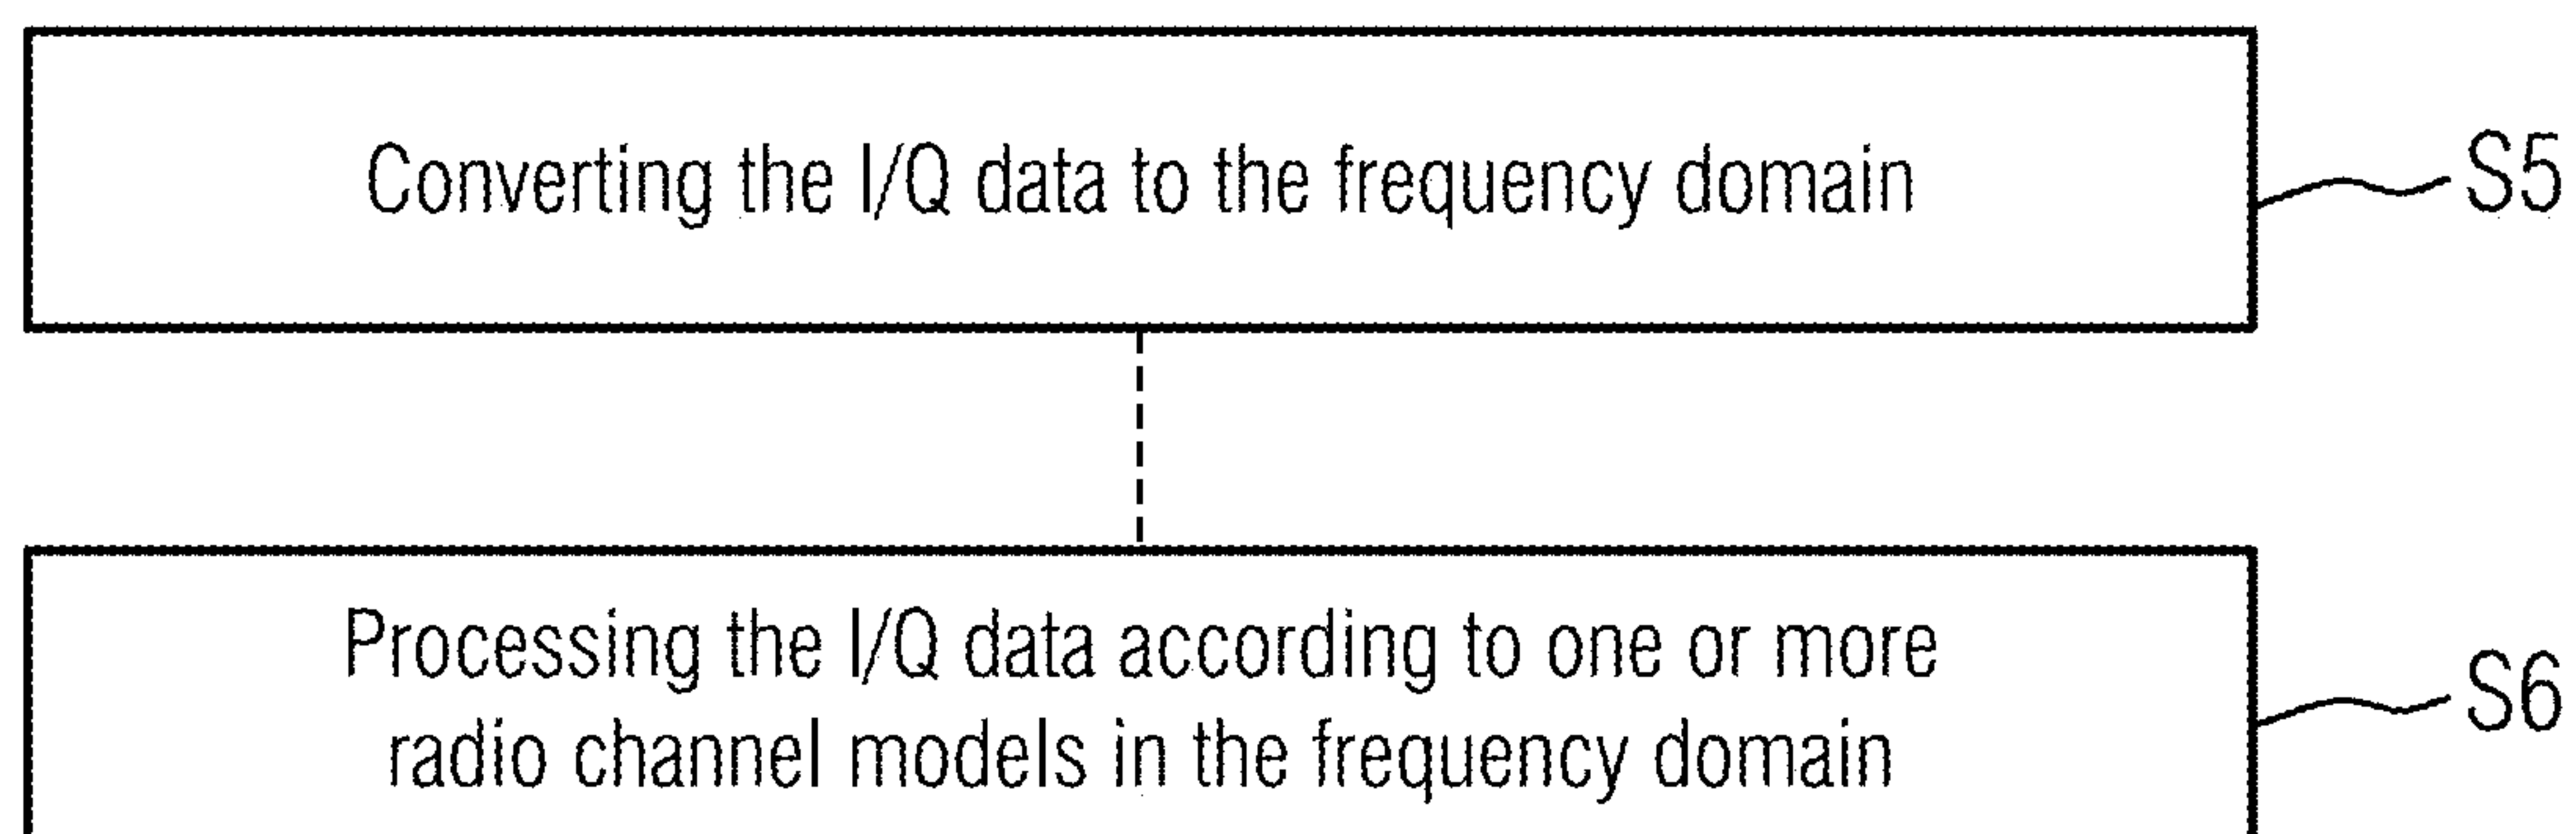 Converting the I/Q data to the frequency domain
S5
Processing the I/Q data according to one or more
radio channel models in the frequency domain
S6